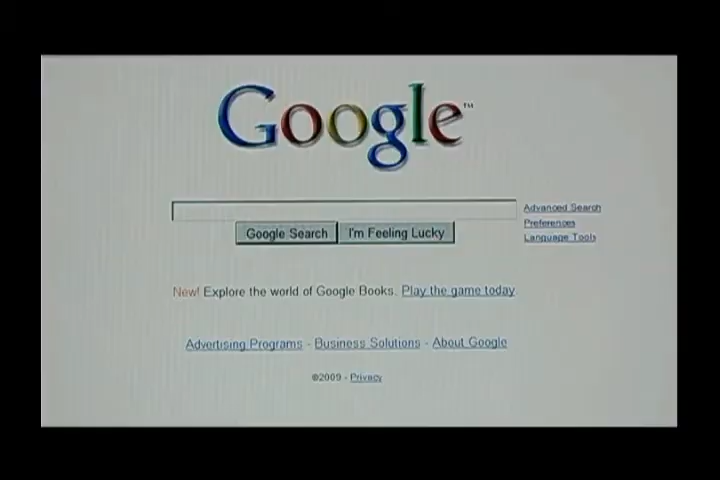 Google™
Advanced Search
Preferences
Language Tools
Google Search I'm Feeling Lucky
New! Explore the world of Google Books. Play the game today
Advertising Programs - Business Solutions - About Google
©2009 - Privacy